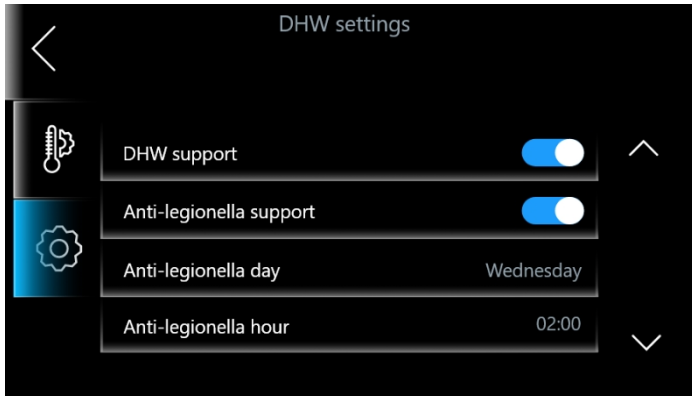 DHW settings
DHW support
Anti-legionella support
Anti-legionella day Wednesday
Anti-legionella hour 02:00